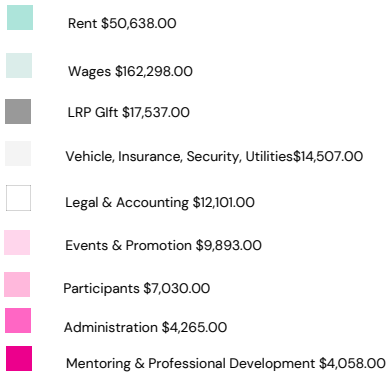 Rent $50,638.00
Wages $162,298.00
LRP GIft $17,537.00
Vehicle, Insurance, Security, Utilities$14,507.00
Legal & Accounting $12,101.00
Events & Promotion $9,893.00
Participants $7,030.00
Administration $4,265.00
Mentoring & Professional Development $4,058.00